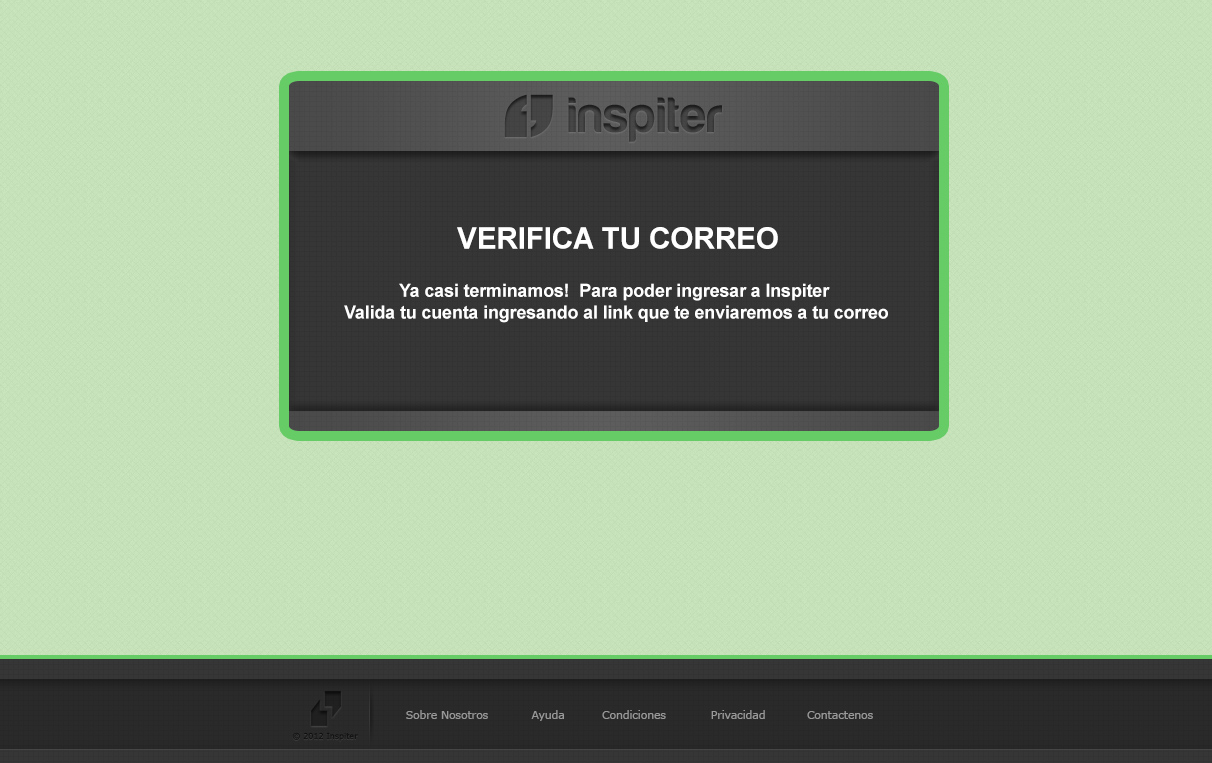 inspiter
VERIFICA TU CORREO
Ya casi terminamos!  Para poder ingresar a Inspiter
Valida tu cuenta ingresando al link que te enviaremos a tu correo
© 2012 Inspiter
Sobre Nosotros
Ayuda
Condiciones
Privacidad
Contactenos